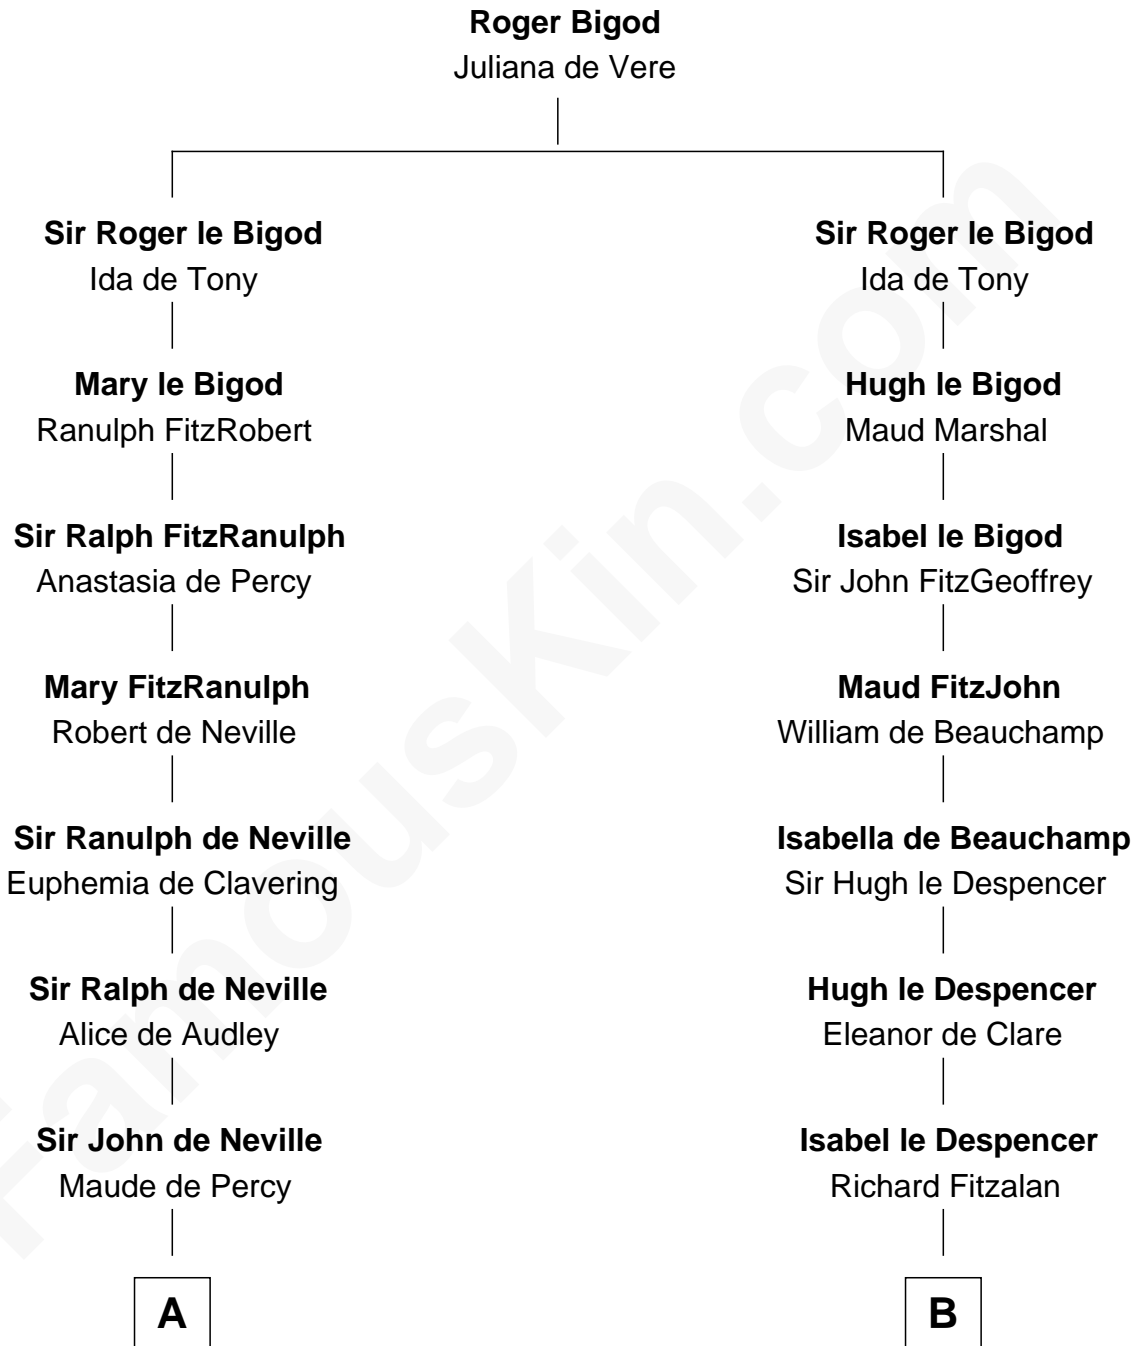 Roger Bigod
Juliana de Vere
Sir Roger le Bigod
Ida de Tony
Mary le Bigod
Ranulph FitzRobert
Sir Ralph FitzRanulph
Anastasia de Percy
Mary FitzRanulph
Robert de Neville
Sir Ranulph de Neville
Euphemia de Clavering
Sir Ralph de Neville
Alice de Audley
Sir John de Neville
Maude de Percy
A
Sir Roger le Bigod
Ida de Tony
Hugh le Bigod
Maud Marshal
Isabel le Bigod
Sir John FitzGeoffrey
Maud FitzJohn
William de Beauchamp
Isabella de Beauchamp
Sir Hugh le Despencer
Hugh le Despencer
Eleanor de Clare
Isabel le Despencer
Richard Fitzalan
B
FamousKin.com